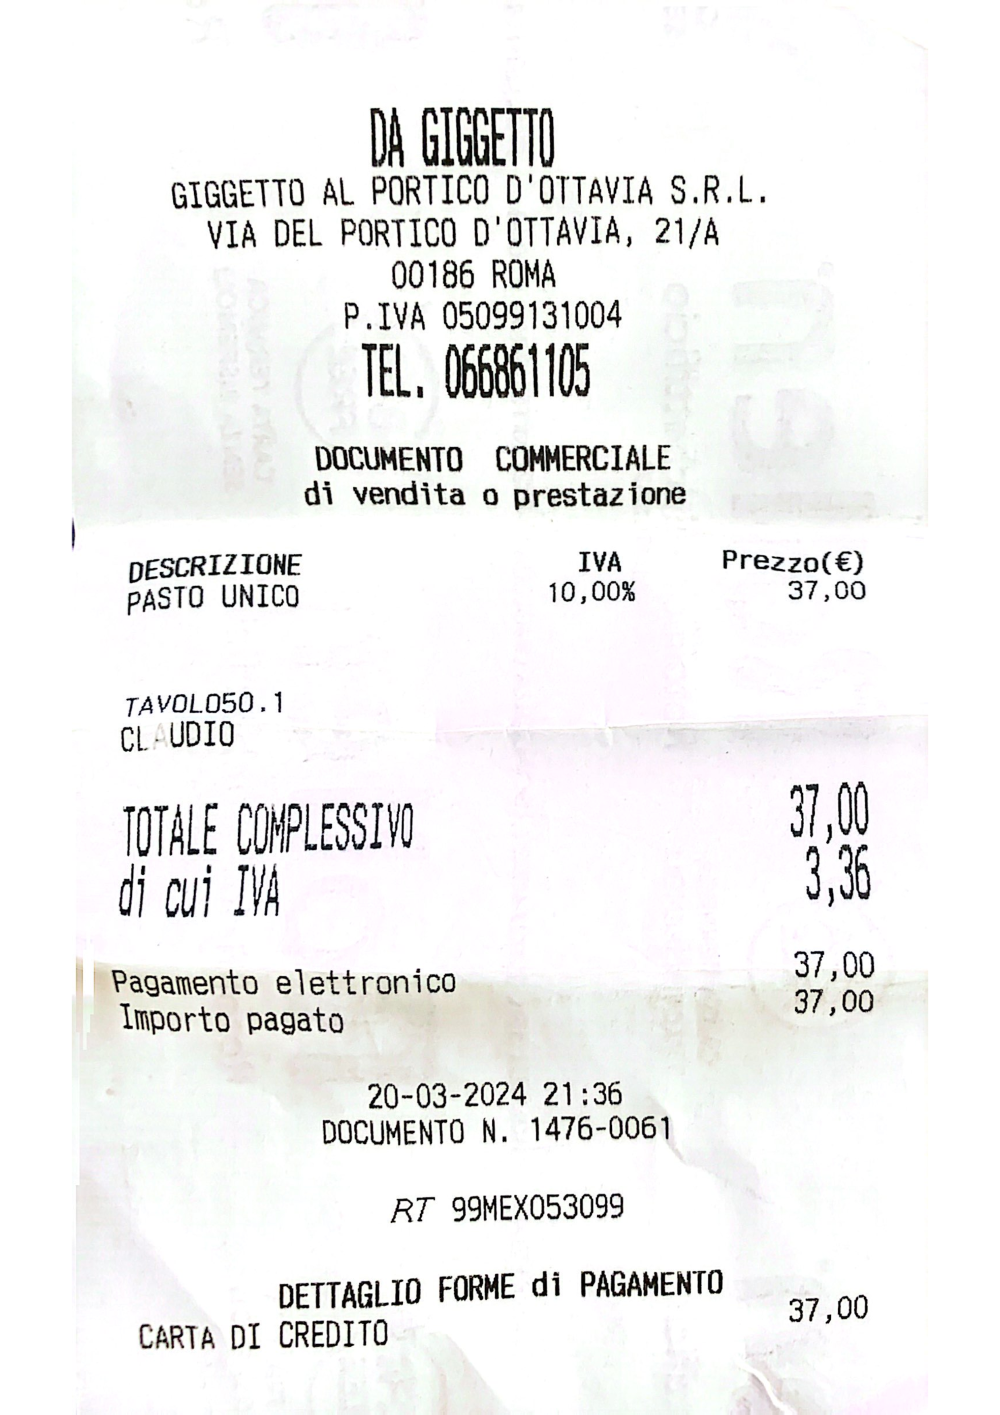 DA GIGGETTO
GIGGETTO AL PORTICO D'OTTAVIA S.R.L.
VIA DEL PORTICO D'OTTAVIA, 21/A
00186 ROMA
P.IVA 05099131004
TEL. 066861105
DOCUMENTO COMMERCIALE
di vendita o prestazione
DESCRIZIONE IVA Prezzo(€)
PASTO UNICO 10,00% 37,00
TAVOLO50.1
CLAUDIO
TOTALE COMPLESSIVO 37,00
di cui IVA 3,36
Pagamento elettronico 37,00
Importo pagato 37,00
20-03-2024 21:36
DOCUMENTO N. 1476-0061
RT 99MEX053099
DETTAGLIO FORME di PAGAMENTO
CARTA DI CREDITO 37,00